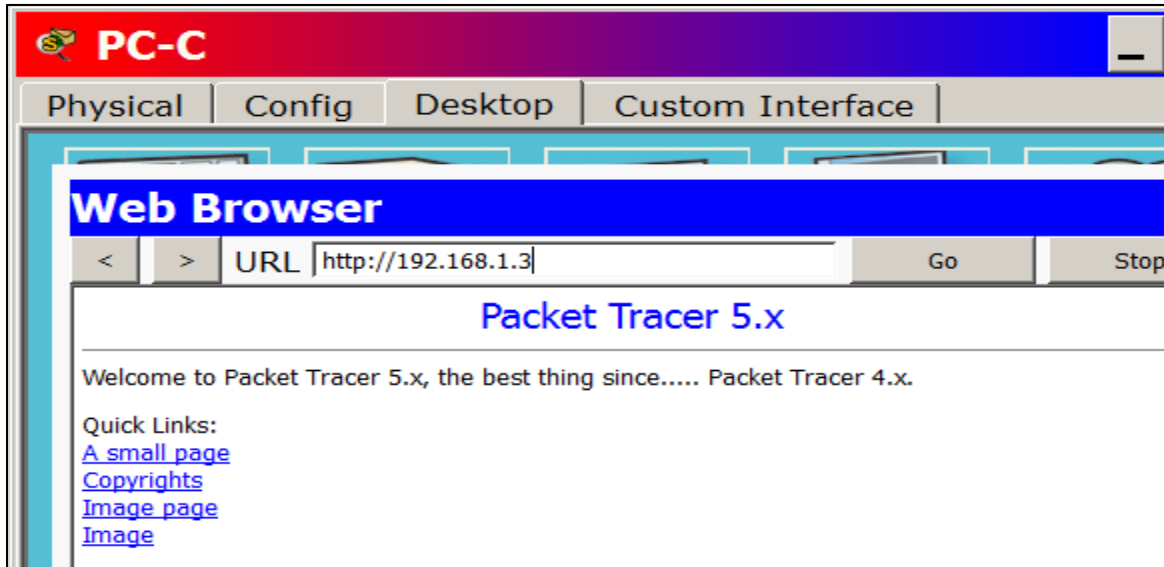 PC-C
Physical Config Desktop Custom Interface
Web Browser
< > URL http://192.168.1.3 Go Stop
Packet Tracer 5.x
Welcome to Packet Tracer 5.x, the best thing since..... Packet Tracer 4.x.
Quick Links:
A small page
Copyrights
Image page
Image